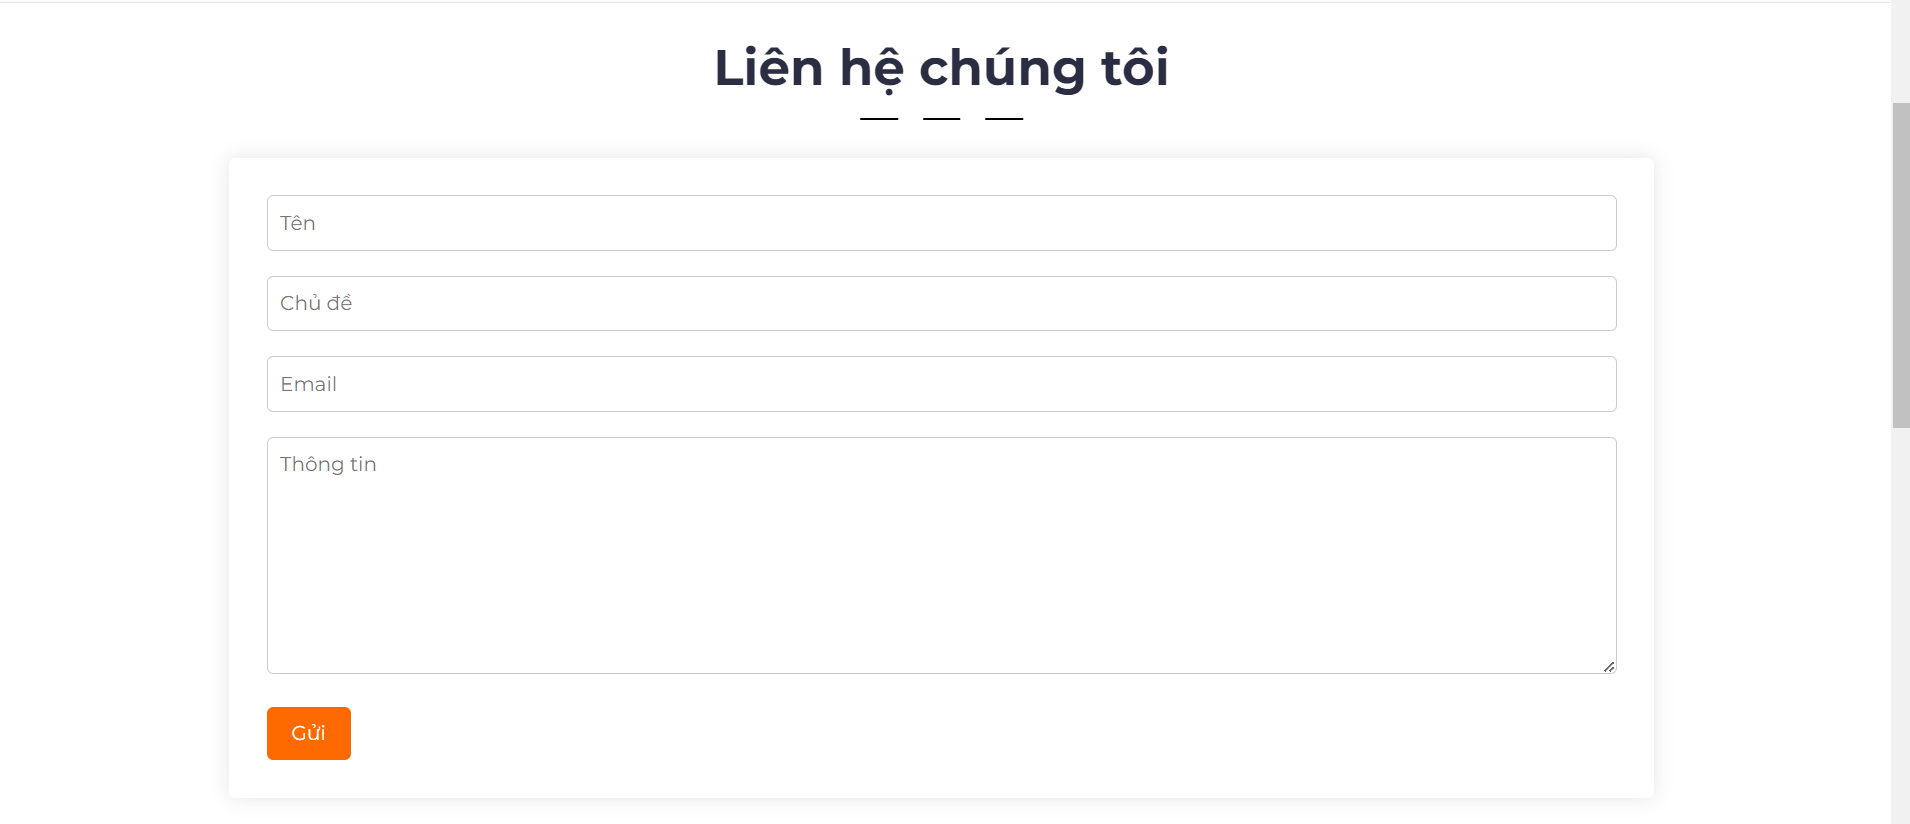 Liên hệ chúng tôi
Tên
Chủ đề
Email
Thông tin
Gửi